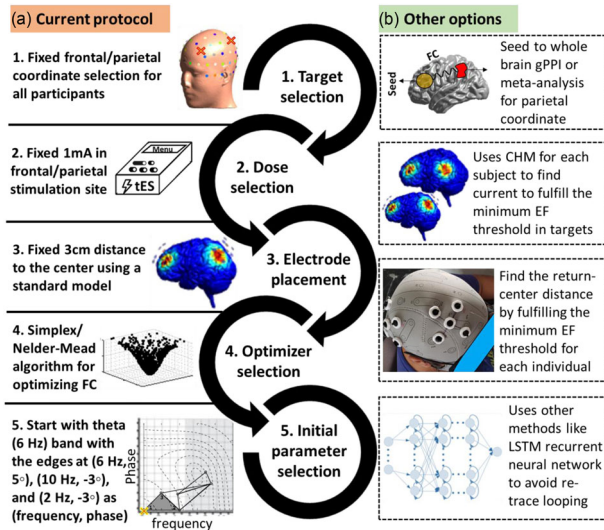 (a) Current protocol
1. Fixed frontal/parietal
coordinate selection for
all participants
2. Fixed 1mA in
frontal/parietal
stimulation site
Menu
tES
3. Fixed 3cm distance
to the center using a
standard model
4. Simplex/
Nelder-Mead
algorithm for
optimizing FC
5. Start with theta
(6 Hz) band with
the edges at (6 Hz,
5◦), (10 Hz, -3◦),
and (2 Hz, -3◦) as
(frequency, phase)
Phase
frequency
1. Target
selection
2. Dose
selection
3. Electrode
placement
4. Optimizer
selection
5. Initial
parameter
selection
(b) Other options
FC
Seed
Seed to whole
brain gPPI or
meta-analysis
for parietal
coordinate
Uses CHM for each
subject to find
current to fulfill the
minimum EF
threshold in targets
Find the return-
center distance
by fulfilling the
minimum EF
threshold for
each individual
Uses other
methods like
LSTM recurrent
neural network
to avoid re-
trace looping